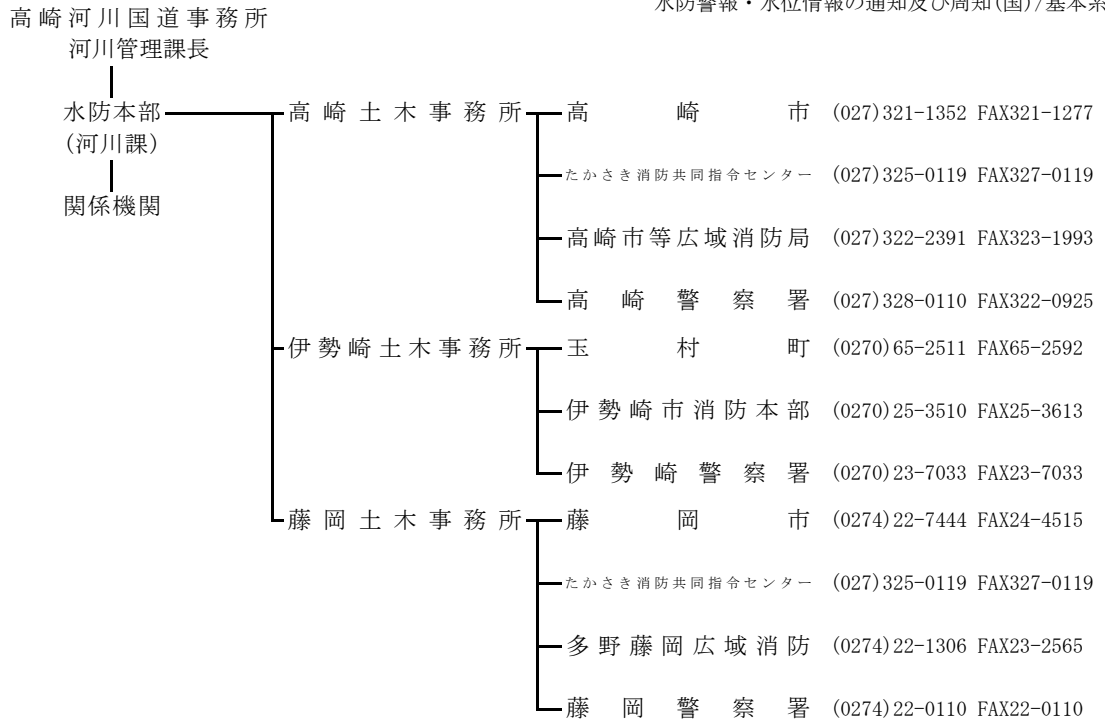 水防警報・水位情報の通知及び周知(国)/基本系
高崎河川国道事務所
河川管理課長
水防本部 高崎土木事務所 高崎市 (027)321-1352 FAX321-1277
(河川課)
たかさき消防共同指令センター (027)325-0119 FAX327-0119
関係機関
高崎市等広域消防局 (027)322-2391 FAX323-1993
高崎警察署 (027)328-0110 FAX322-0925
伊勢崎土木事務所 玉村町 (0270)65-2511 FAX65-2592
伊勢崎市消防本部 (0270)25-3510 FAX25-3613
伊勢崎警察署 (0270)23-7033 FAX23-7033
藤岡土木事務所 藤岡市 (0274)22-7444 FAX24-4515
たかさき消防共同指令センター (027)325-0119 FAX327-0119
多野藤岡広域消防 (0274)22-1306 FAX23-2565
藤岡警察署 (0274)22-0110 FAX22-0110